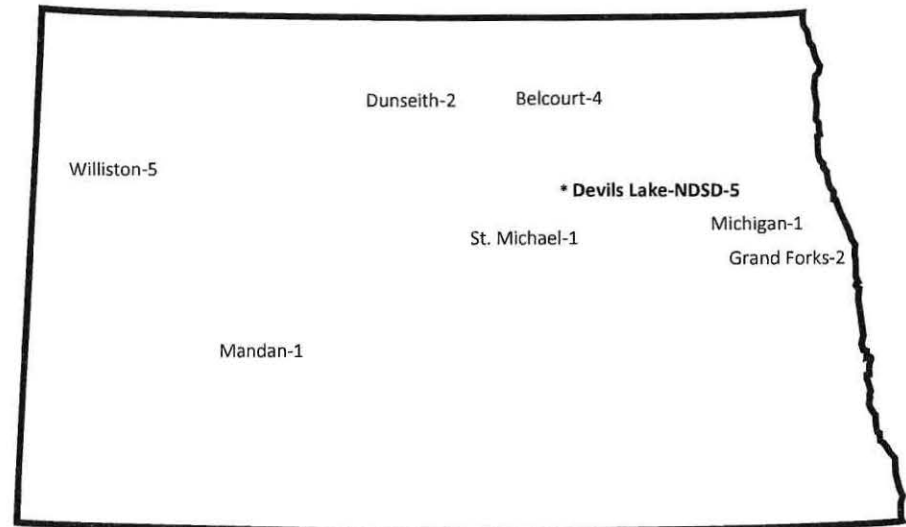 Dunseith-2
Belcourt-4
Williston-5
* Devils Lake-NDSD-5
Michigan-1
St. Michael-1
Grand Forks-2
Mandan-1